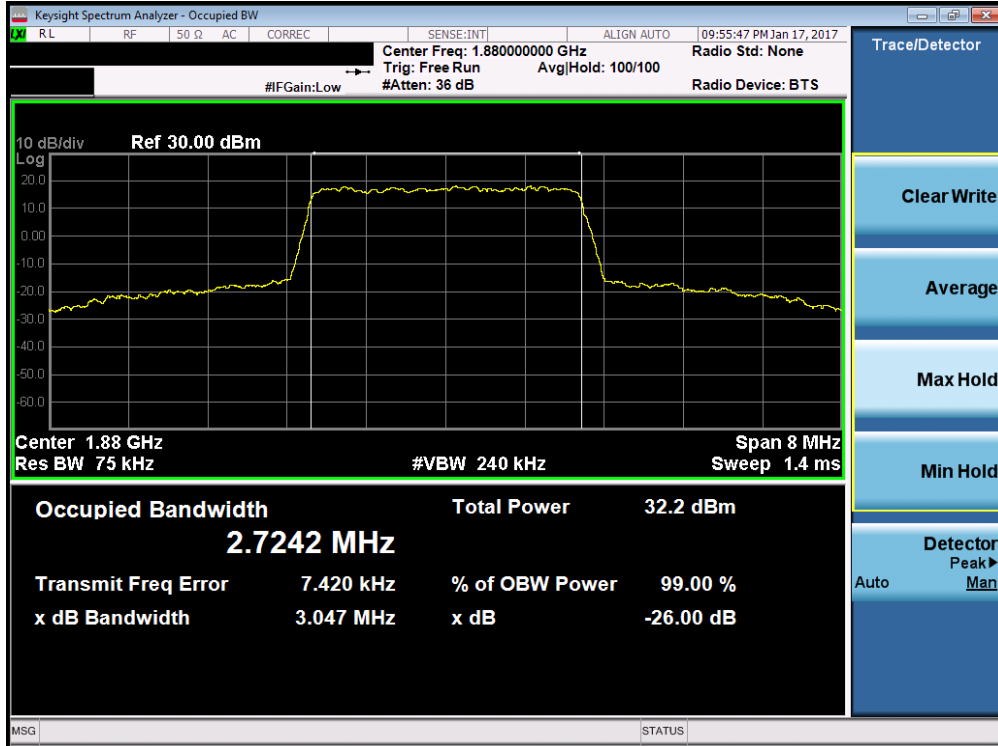 Keysight Spectrum Analyzer - Occupied BW
LXI RL RF 50 Ω AC CORREC SENSE:INT ALIGN AUTO 09:55:47 PM Jan 17, 2017
Center Freq: 1.880000000 GHz Radio Std: None
Trig: Free Run Avg|Hold: 100/100
#IFGain:Low #Atten: 36 dB Radio Device: BTS
10 dB/div Ref 30.00 dBm
Log
20.0
10.0
0.00
-10.0
-20.0
-30.0
-40.0
-50.0
-60.0
Center 1.88 GHz Span 8 MHz
Res BW 75 kHz #VBW 240 kHz Sweep 1.4 ms
Occupied Bandwidth Total Power 32.2 dBm
2.7242 MHz
Transmit Freq Error 7.420 kHz % of OBW Power 99.00 %
x dB Bandwidth 3.047 MHz x dB -26.00 dB
MSG STATUS
Trace/Detector
Clear Write
Average
Max Hold
Min Hold
Detector
Peak▶
Auto Man